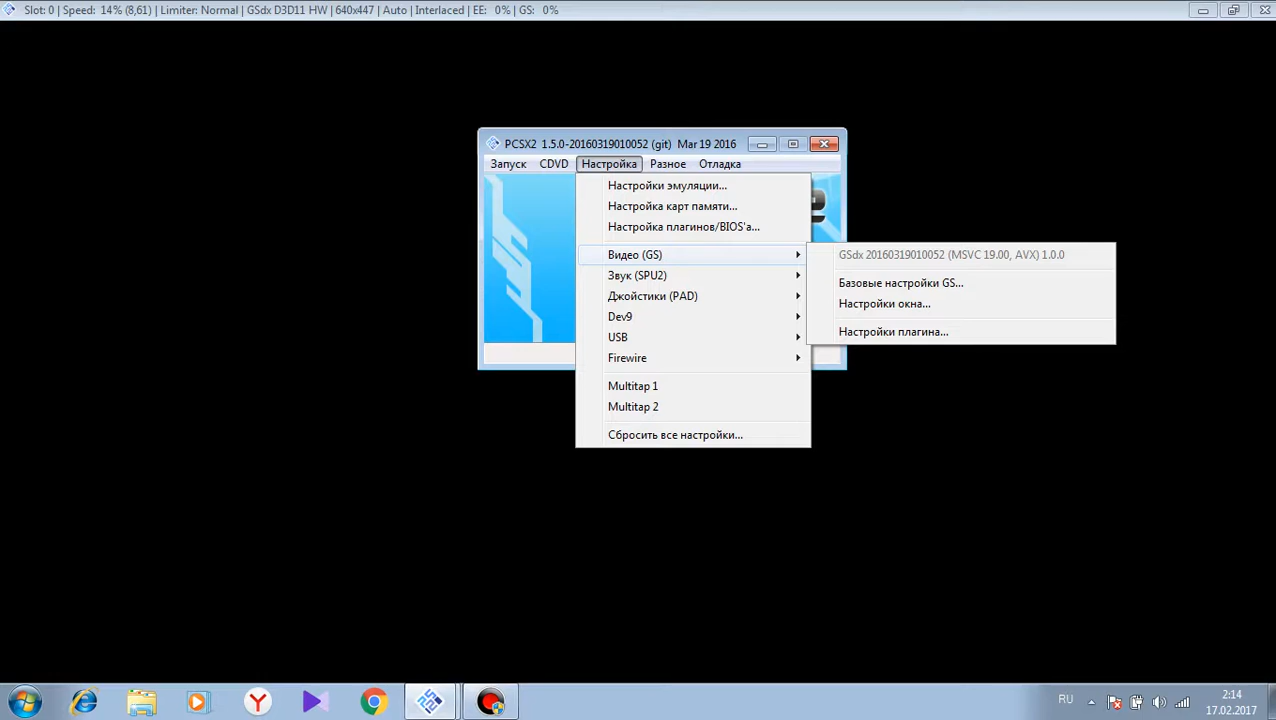 Slot: 0 | Speed: 14% (8,61) | Limiter: Normal | GSdx D3D11 HW | 640x447 | Auto | Interlaced | EE: 0% | GS: 0%
PCSX2 1.5.0-20160319010052 (git) Mar 19 2016
Запуск CDVD Настройка Разное Отладка
Настройки эмуляции...
Настройка карт памяти...
Настройка плагинов/BIOS'а...
Видео (GS)
Звук (SPU2)
Джойстики (PAD)
Dev9
USB
Firewire
Multitap 1
Multitap 2
Сбросить все настройки...
GSdx 20160319010052 (MSVC 19.00, AVX) 1.0.0
Базовые настройки GS...
Настройки окна...
Настройки плагина...
RU
2:14
17.02.2017